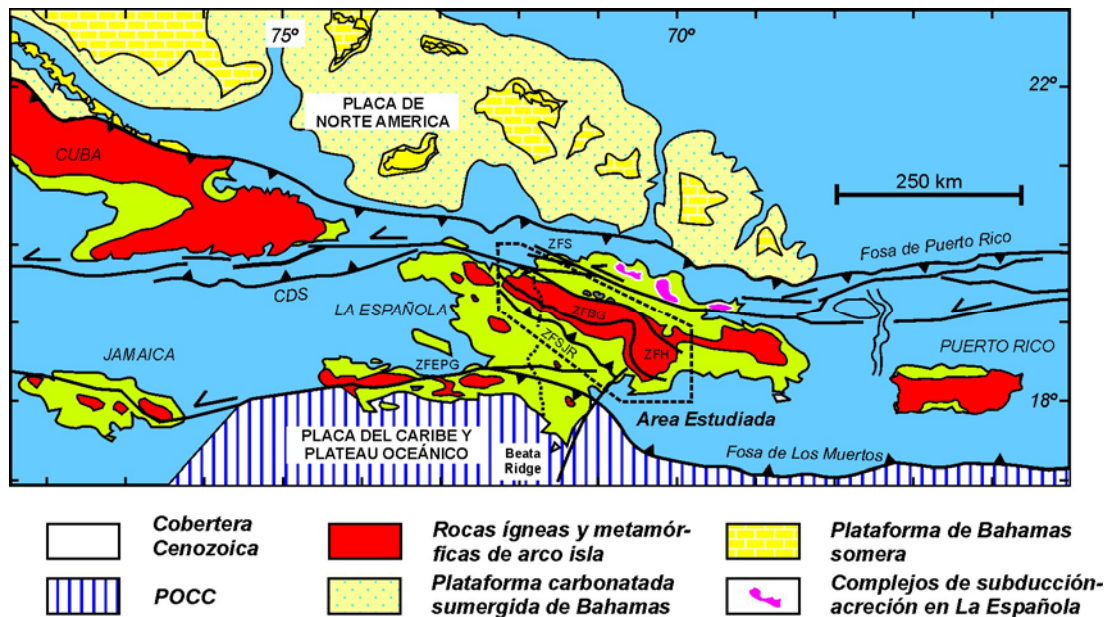 75º
70º
22º
PLACA DE
NORTE AMERICA
CUBA
250 km
ZFS
Fosa de Puerto Rico
CDS
LA ESPAÑOLA
ZFBG
ZFSJR
ZFH
JAMAICA
ZFEPG
PUERTO RICO
18º
Area Estudiada
PLACA DEL CARIBE Y
PLATEAU OCEÁNICO
Beata
Ridge
Fosa de Los Muertos
Cobertera
Cenozoica
Rocas ígneas y metamór-
ficas de arco isla
Plataforma de Bahamas
somera
POCC
Plataforma carbonatada
sumergida de Bahamas
Complejos de subducción-
acreción en La Española